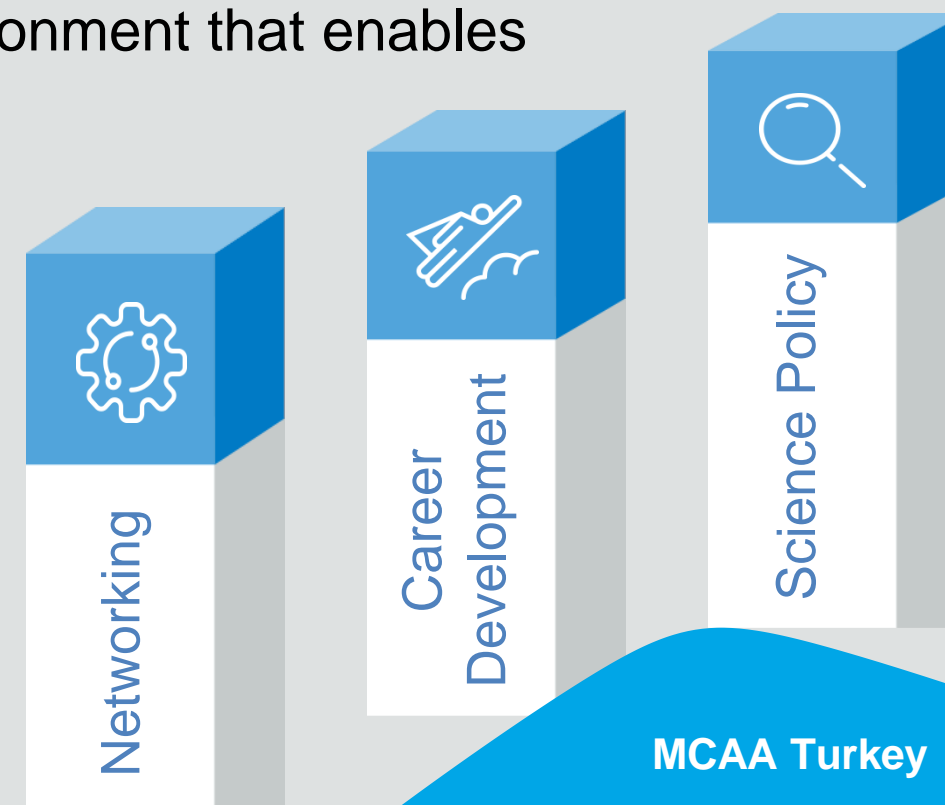 onment that enables
Networking
Career
Development
Science Policy
MCAA Turkey